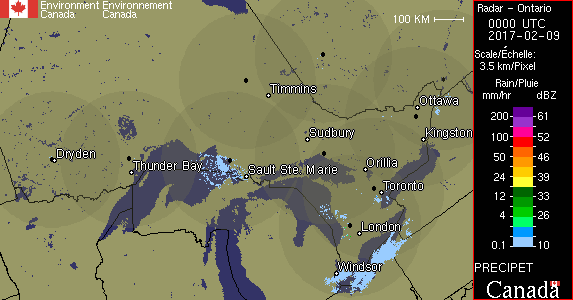 Environment Environnement
Canada Canada
100 KM
Timmins
Ottawa
Sudbury
Kingston
Dryden
Thunder Bay
Sault Ste. Marie
Orillia
Toronto
London
Windsor
Radar - Ontario
0000 UTC
2017-02-09
Scale/Échelle:
3.5 km/Pixel
Rain/Pluie
mm/hr dBZ
200 61
100 52
50 46
24 39
12 33
4 26
0.1 10
PRECIPET
Canada